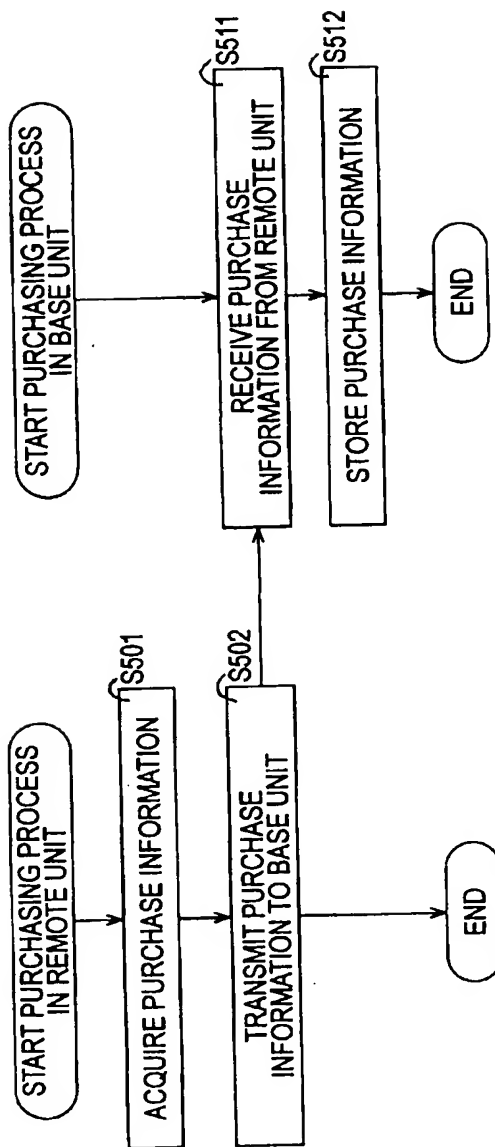 START PURCHASING PROCESS
IN REMOTE UNIT
S501
ACQUIRE PURCHASE INFORMATION
S502
TRANSMIT PURCHASE
INFORMATION TO BASE UNIT
END
START PURCHASING PROCESS
IN BASE UNIT
S511
RECEIVE PURCHASE
INFORMATION FROM REMOTE UNIT
S512
STORE PURCHASE INFORMATION
END